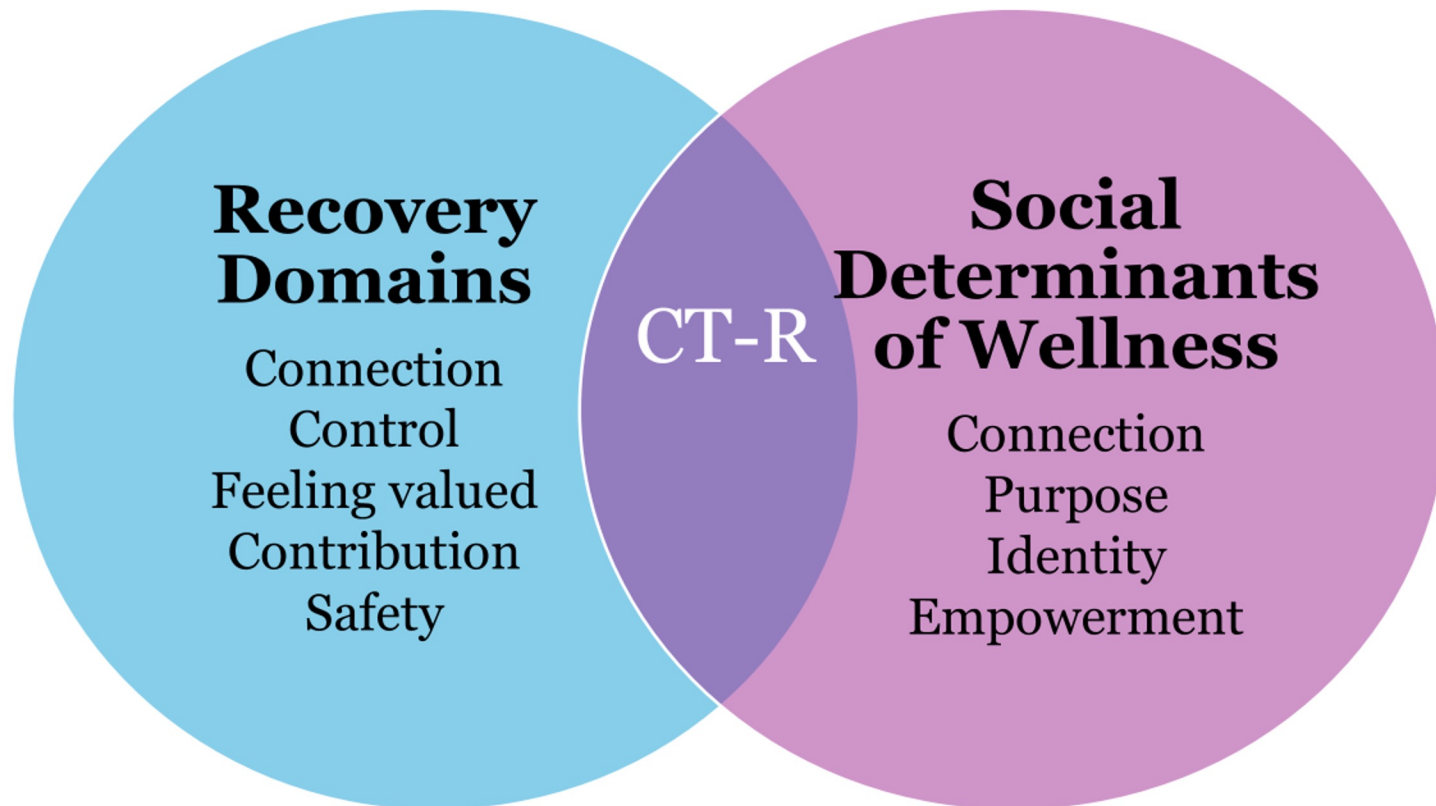 Recovery
Domains
Connection
Control
Feeling valued
Contribution
Safety
CT-R
Social
Determinants
of Wellness
Connection
Purpose
Identity
Empowerment